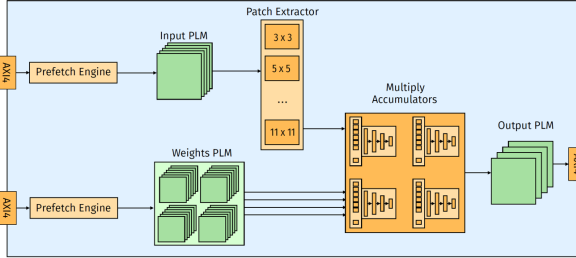 Patch Extractor
Input PLM
3 x 3
AXI4
Prefetch Engine
5 x 5
...
Multiply
Accumulators
11 x 11
Output PLM
Weights PLM
AXI4
Prefetch Engine